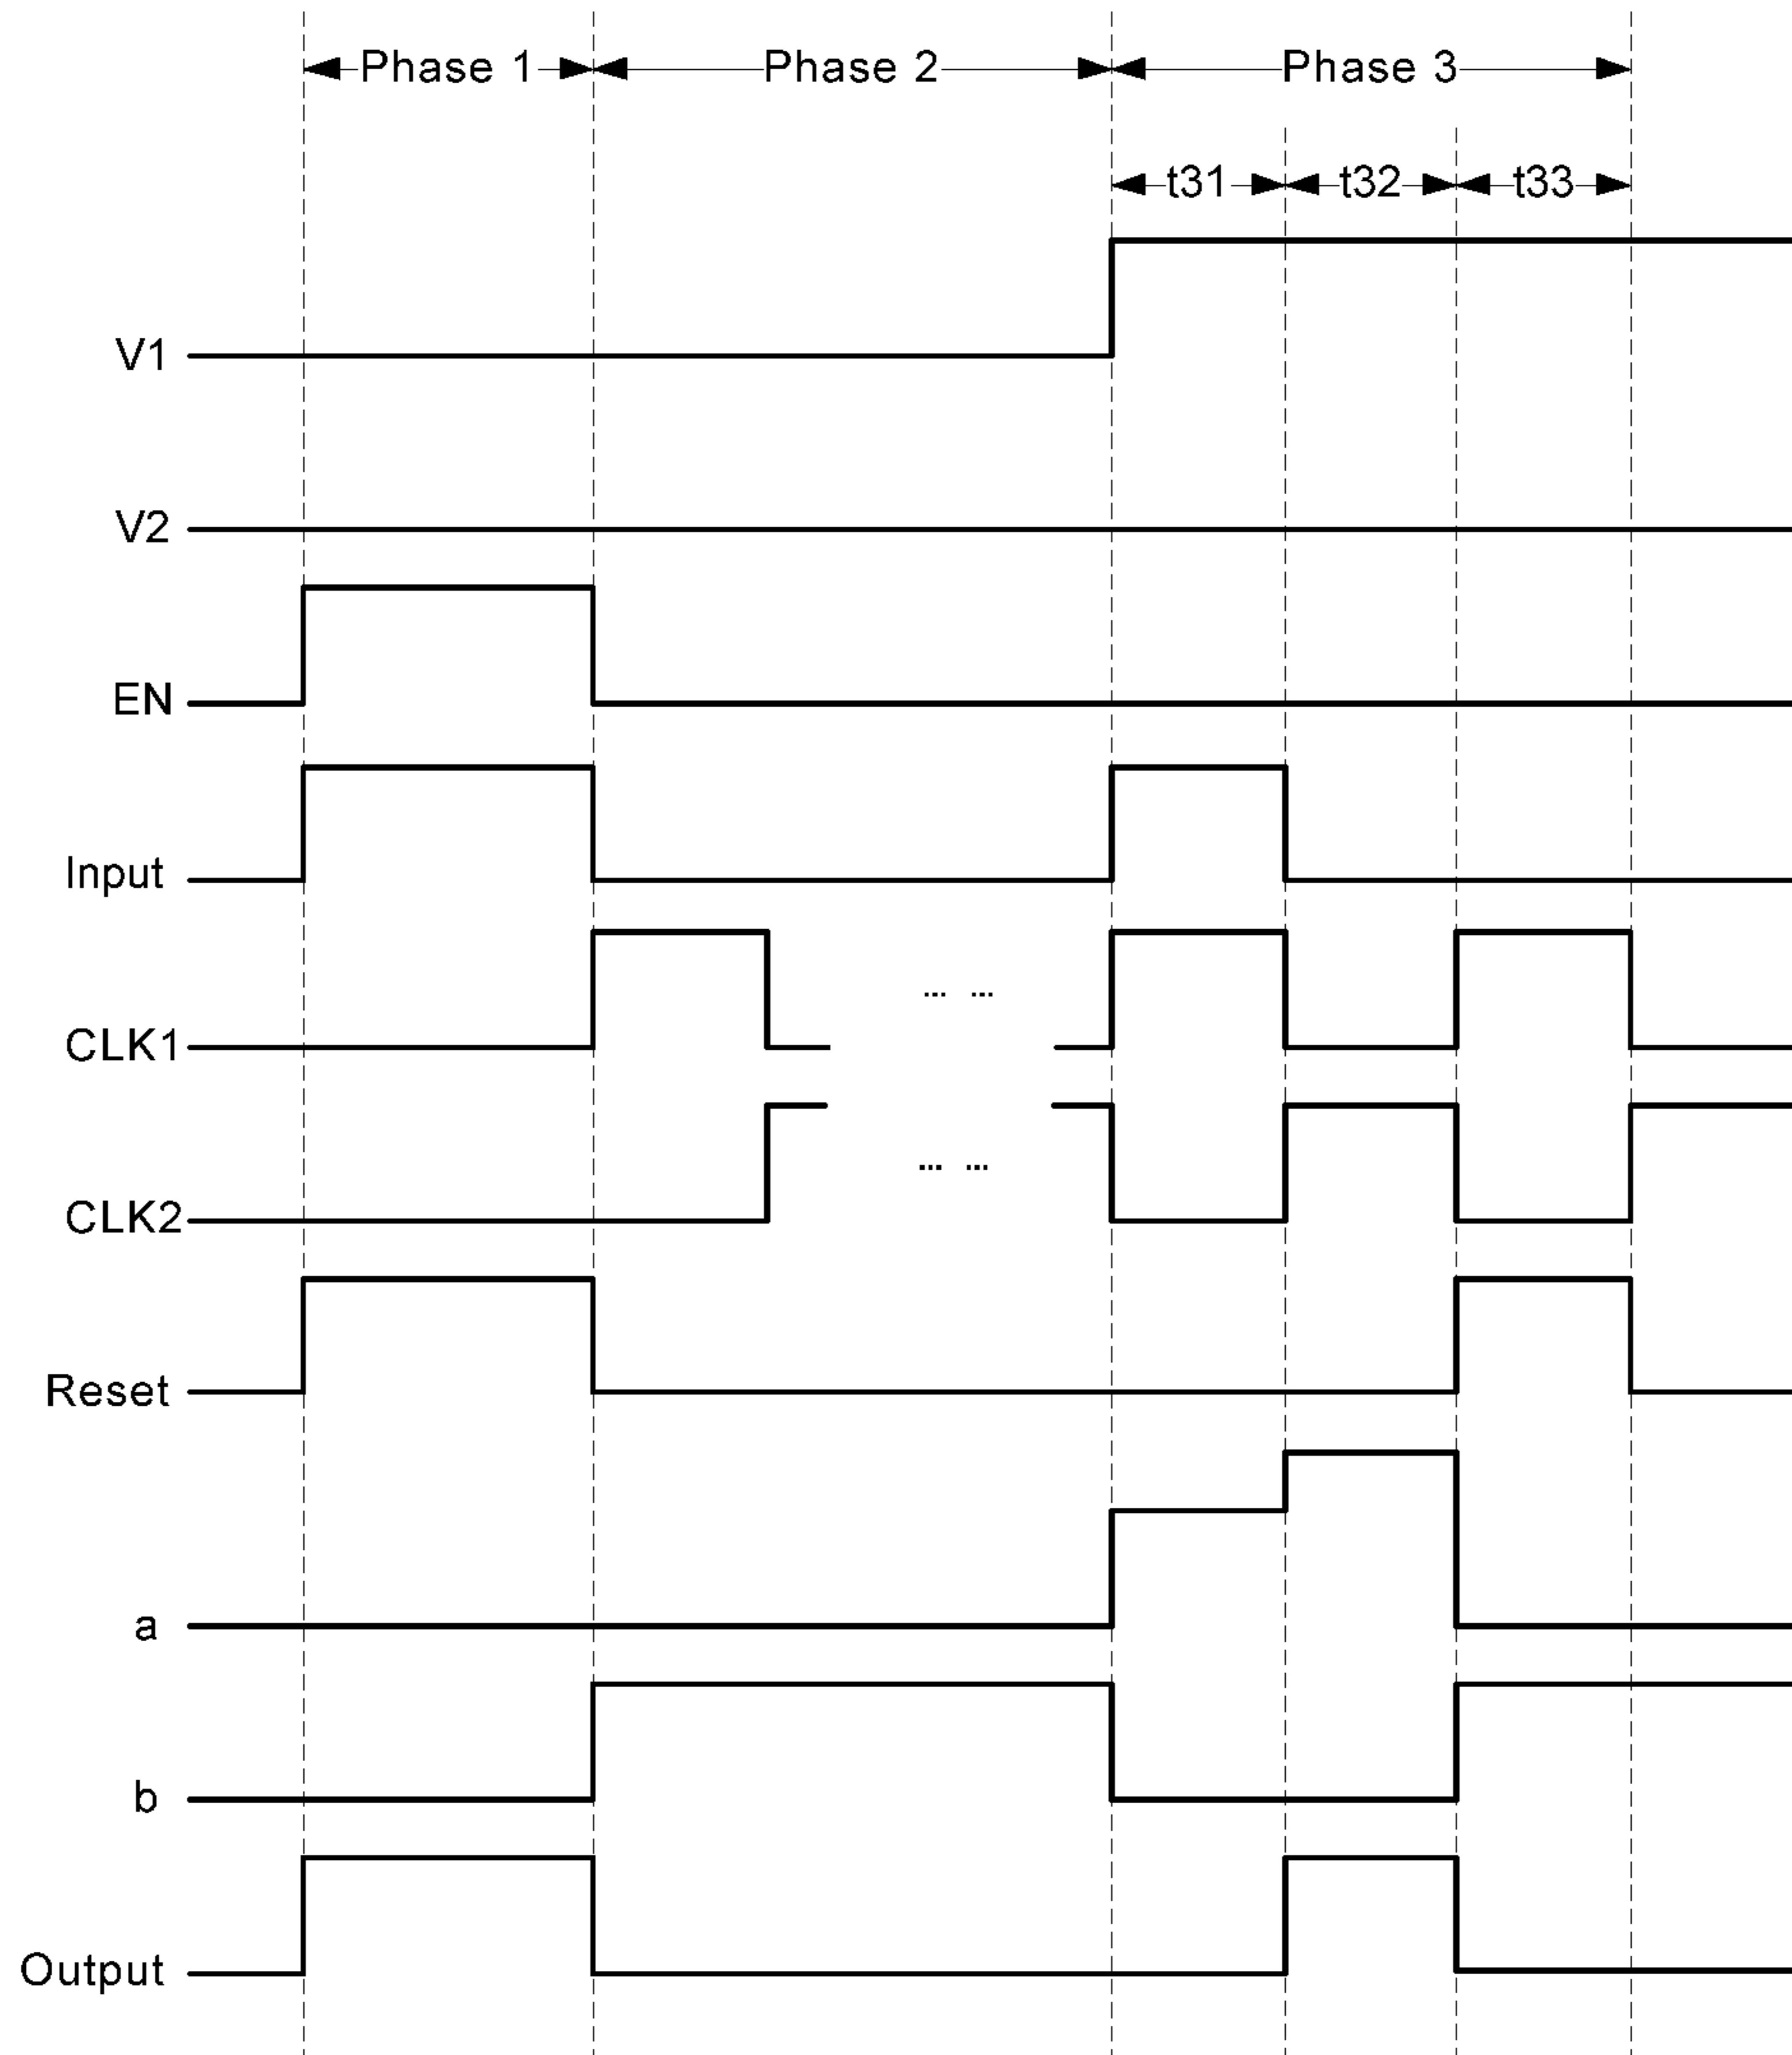 Phase 1 Phase 2 Phase 3
t31 t32 t33
V1
V2
EN
Input
... ...
CLK1
... ...
CLK2
Reset
a
b
Output